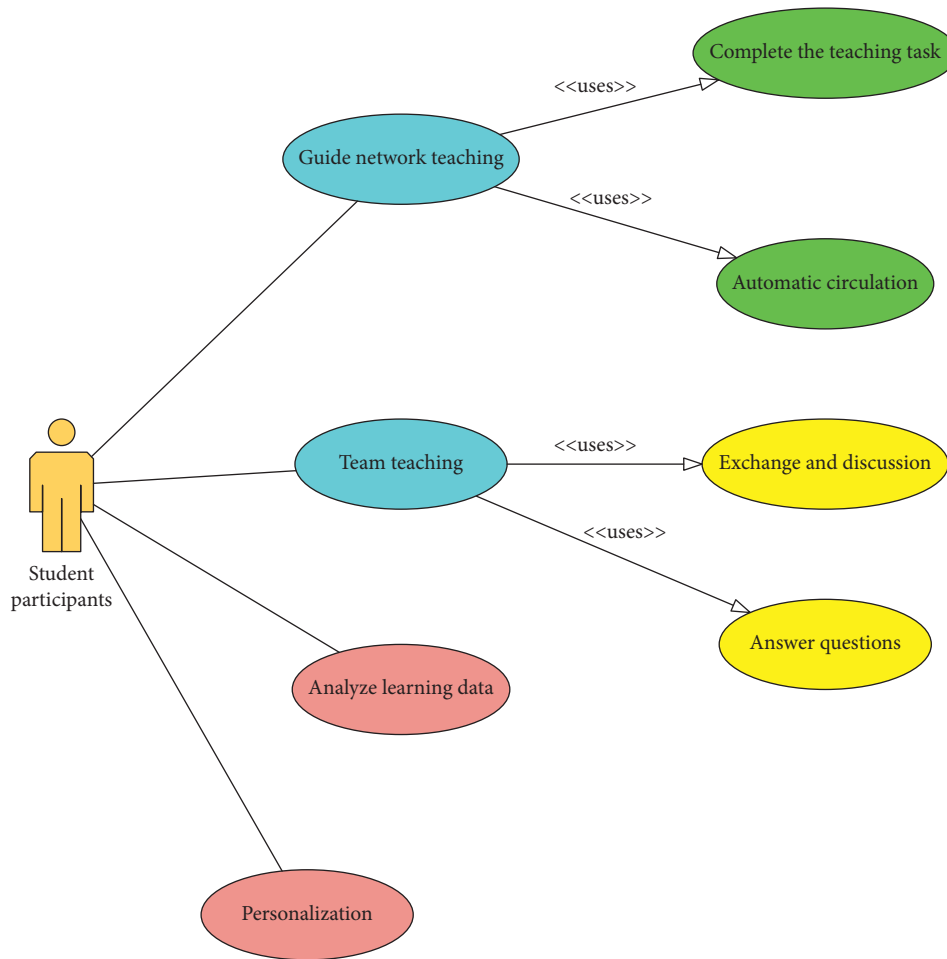 Complete the teaching task
<<uses>>
Guide network teaching
<<uses>>
Automatic circulation
<<uses>>
Team teaching
Exchange and discussion
<<uses>>
Student
participants
Answer questions
Analyze learning data
Personalization